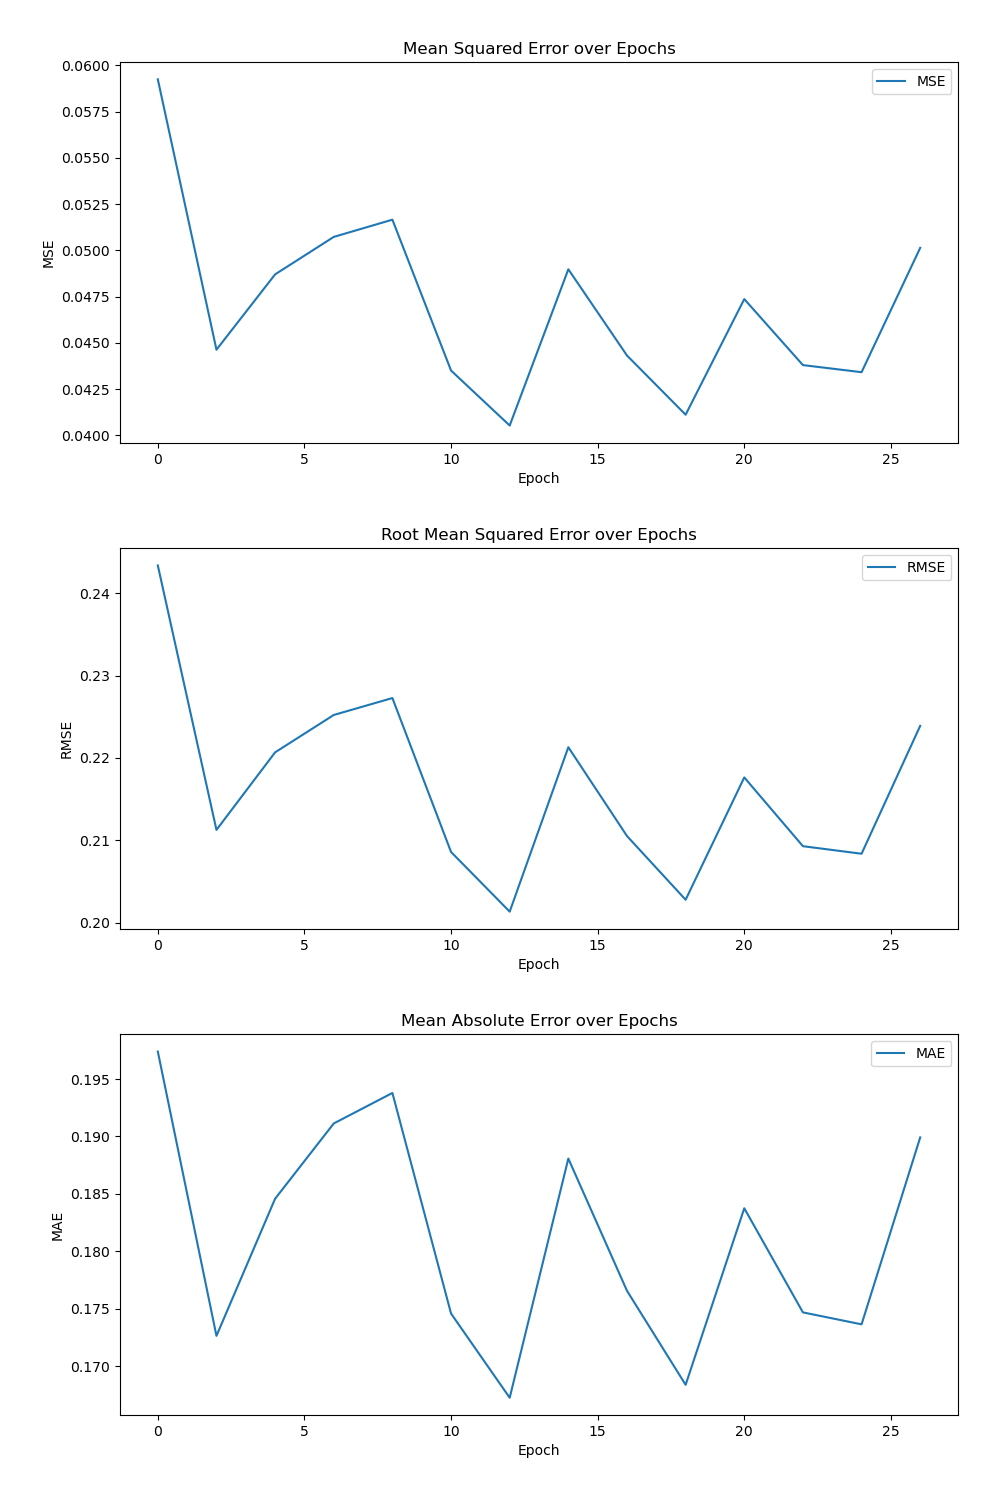 Mean Squared Error over Epochs
0.0600
0.0575
0.0550
0.0525
0.0500
0.0475
0.0450
0.0425
0.0400
MSE
MSE
0 5 10 15 20 25
Epoch
Root Mean Squared Error over Epochs
0.24
0.23
0.22
0.21
0.20
RMSE
RMSE
0 5 10 15 20 25
Epoch
Mean Absolute Error over Epochs
0.195
0.190
0.185
0.180
0.175
0.170
MAE
MAE
0 5 10 15 20 25
Epoch